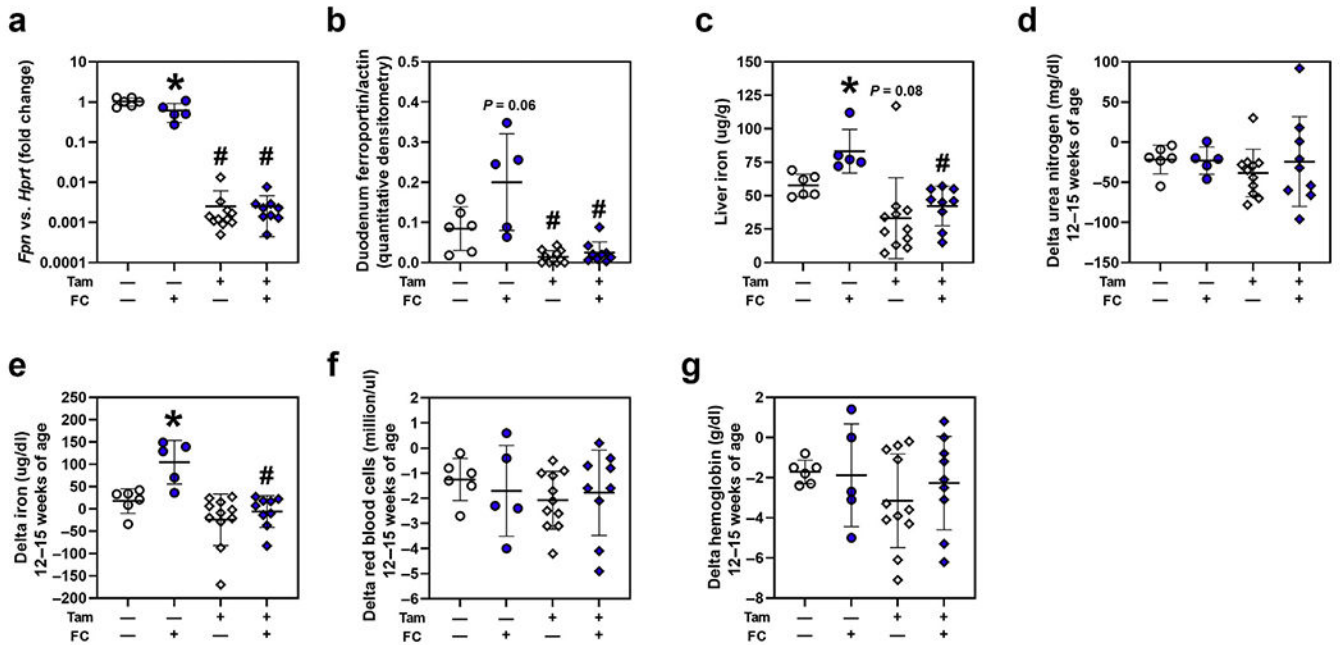 a
Fpn vs. Hprt (fold change)
10
1
0.1
0.01
0.001
0.0001
*
#
#
Tam — — + +
FC — + — +
b
Duodenum ferroportin/actin
(quantitative densitometry)
0.5
0.4
0.3
0.2
0.1
0.0
P = 0.06
#
#
Tam — — + +
FC — + — +
c
Liver iron (ug/g)
150
125
100
75
50
25
0
*
P = 0.08
#
Tam — — + +
FC — + — +
d
Delta urea nitrogen (mg/dl)
12–15 weeks of age
100
50
0
–50
–100
–150
Tam — — + +
FC — + — +
e
Delta iron (ug/dl)
12–15 weeks of age
250
200
150
100
50
0
–50
–100
–150
–200
*
#
Tam — — + +
FC — + — +
f
Delta red blood cells (million/ul)
12–15 weeks of age
2
1
0
–1
–2
–3
–4
–5
–6
Tam — — + +
FC — + — +
g
Delta hemoglobin (g/dl)
12–15 weeks of age
2
0
–2
–4
–6
–8
Tam — — + +
FC — + — +